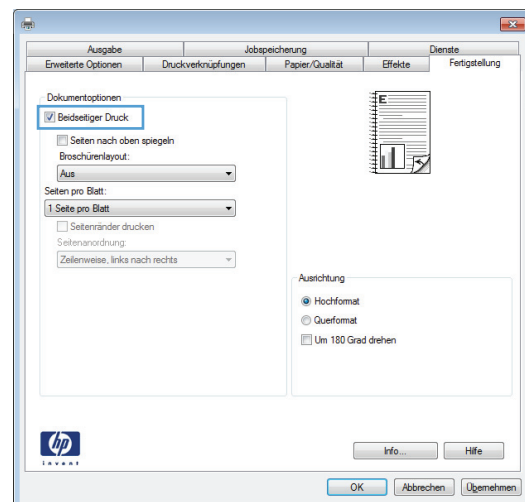 Ausgabe
Jobspeicherung
Dienste
Erweiterte Optionen
Druckverknüpfungen
Papier/Qualität
Effekte
Fertigstellung
Dokumentoptionen
Beidseitiger Druck
Seiten nach oben spiegeln
Broschürenlayout:
Aus
Seiten pro Blatt:
1 Seite pro Blatt
Seitenränder drucken
Seitenanordnung:
Zeilenweise, links nach rechts
E
Ausrichtung
Hochformat
Querformat
Um 180 Grad drehen
hp
invent
Info...
Hilfe
OK
Abbrechen
Übernehmen